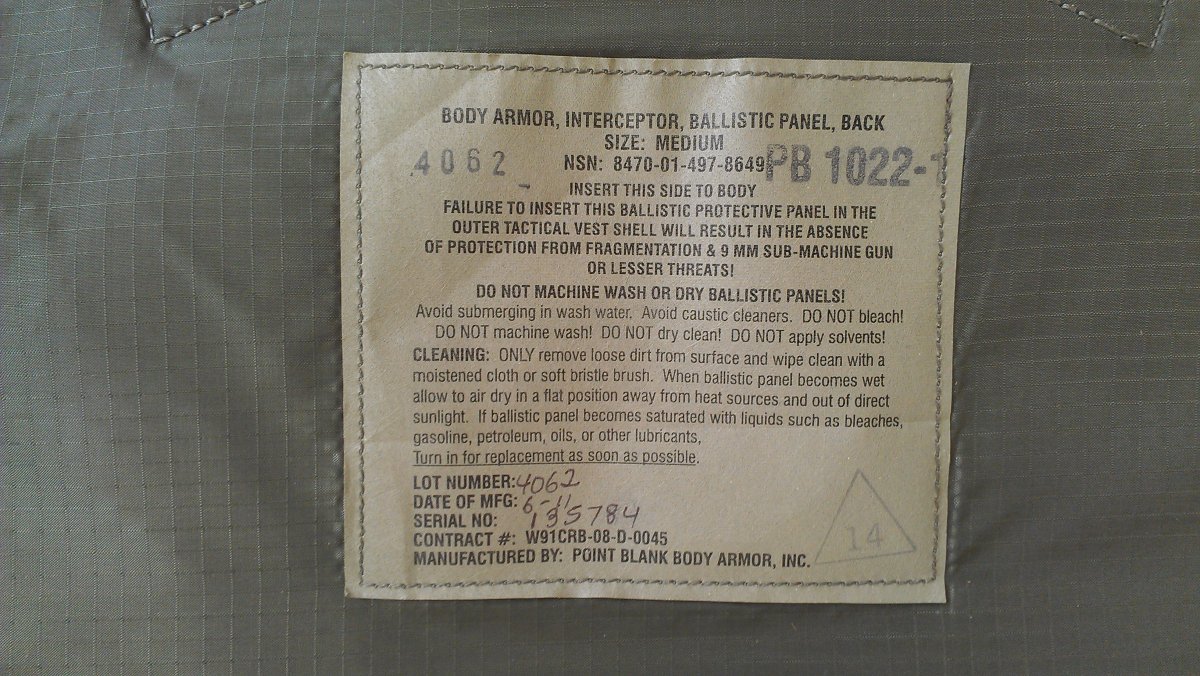 BODY ARMOR, INTERCEPTOR, BALLISTIC PANEL, BACK
SIZE: MEDIUM
4062 NSN: 8470-01-497-8649 PB 1022-1
INSERT THIS SIDE TO BODY
FAILURE TO INSERT THIS BALLISTIC PROTECTIVE PANEL IN THE
OUTER TACTICAL VEST SHELL WILL RESULT IN THE ABSENCE
OF PROTECTION FROM FRAGMENTATION & 9 MM SUB-MACHINE GUN
OR LESSER THREATS!
DO NOT MACHINE WASH OR DRY BALLISTIC PANELS!
Avoid submerging in wash water. Avoid caustic cleaners. DO NOT bleach!
DO NOT machine wash! DO NOT dry clean! DO NOT apply solvents!
CLEANING: ONLY remove loose dirt from surface and wipe clean with a
moistened cloth or soft bristle brush. When ballistic panel becomes wet
allow to air dry in a flat position away from heat sources and out of direct
sunlight. If ballistic panel becomes saturated with liquids such as bleaches,
gasoline, petroleum, oils, or other lubricants,
Turn in for replacement as soon as possible.
LOT NUMBER: 4062
DATE OF MFG: 6-11
SERIAL NO: 135784
CONTRACT #: W91CRB-08-D-0045
MANUFACTURED BY: POINT BLANK BODY ARMOR, INC.
14